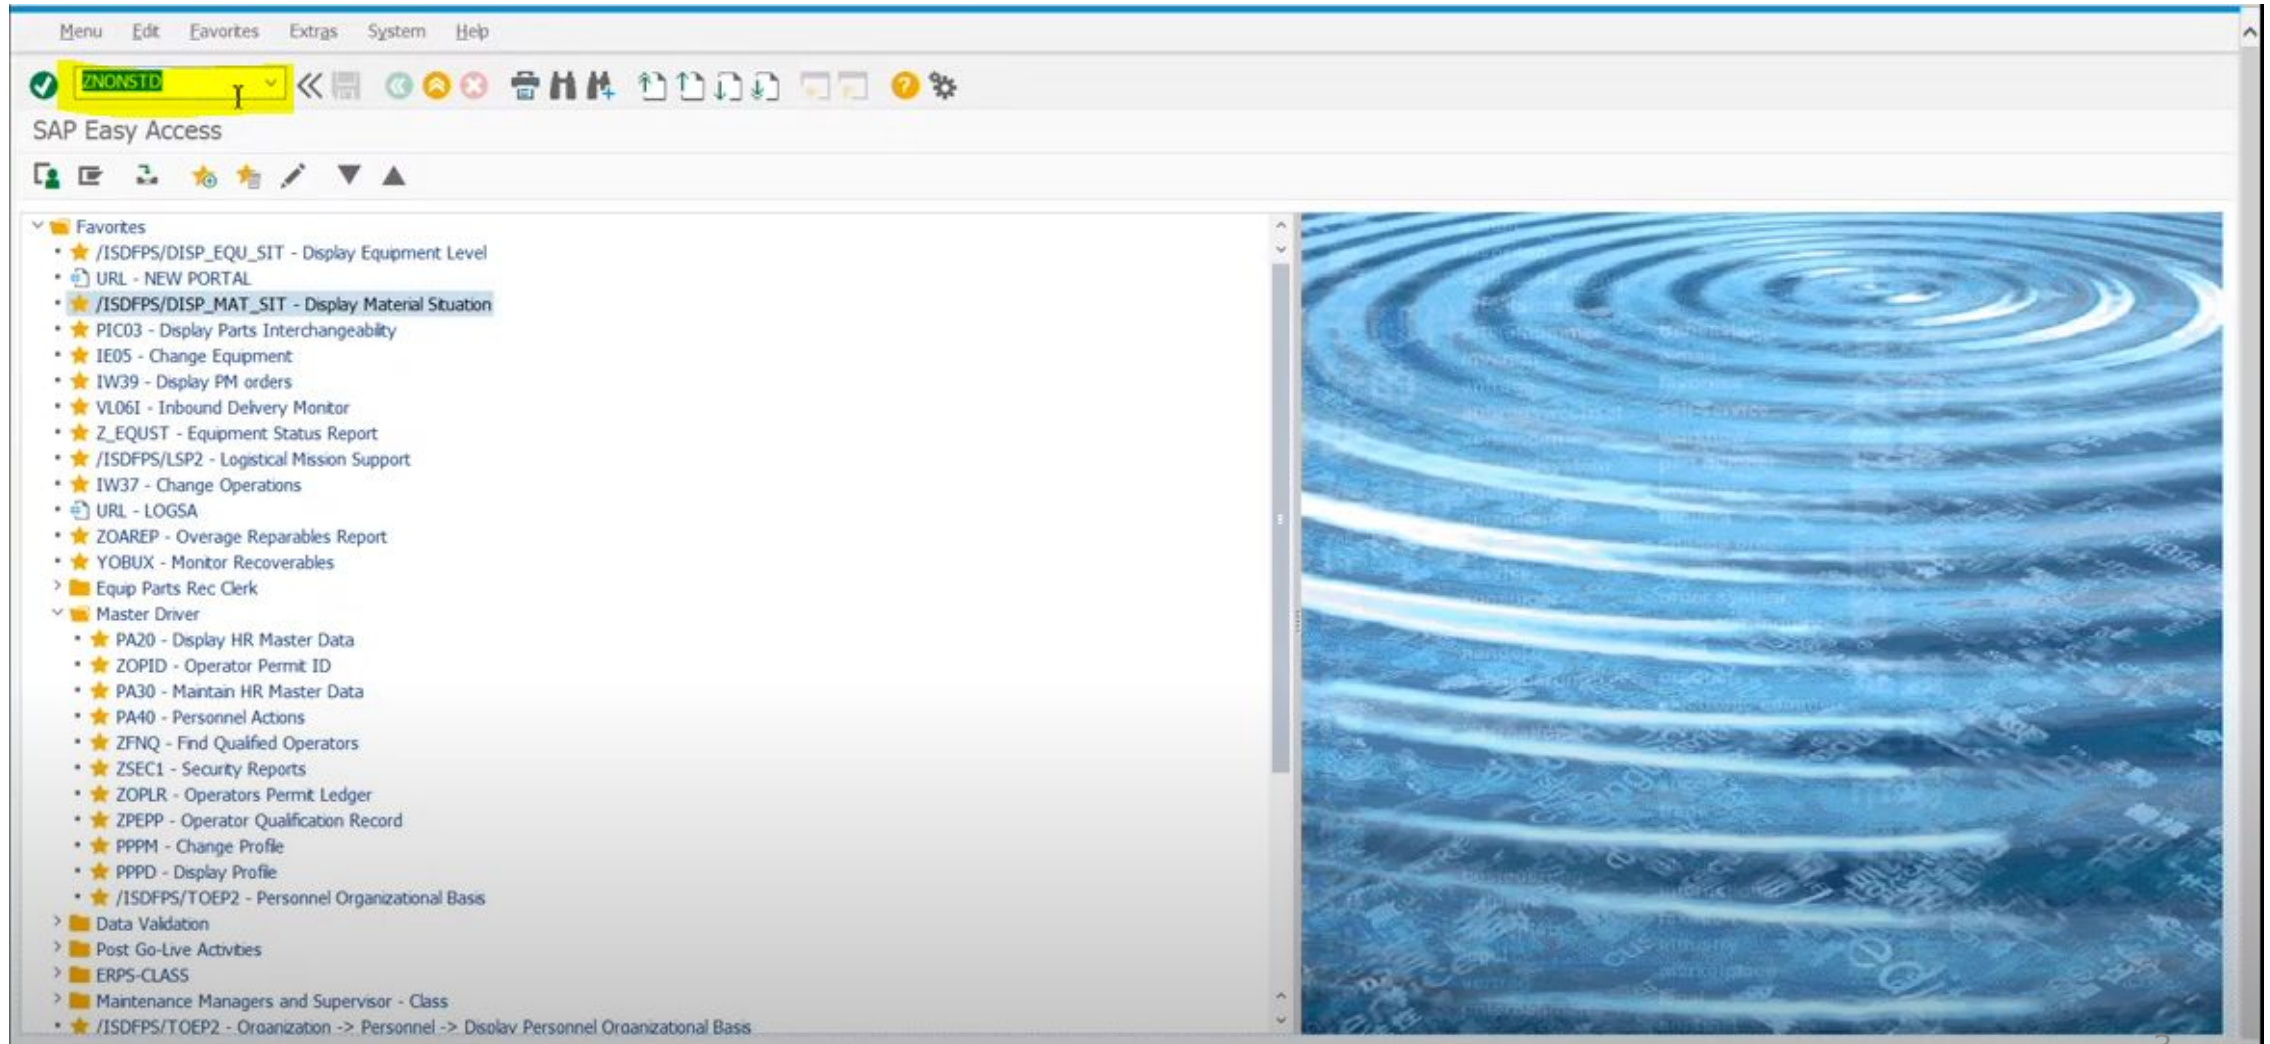 Menu Edit Favorites Extras System Help
ZNONSTD
SAP Easy Access
Favorites
/ISDFPS/DISP_EQU_SIT - Display Equipment Level
URL - NEW PORTAL
/ISDFPS/DISP_MAT_SIT - Display Material Situation
PIC03 - Display Parts Interchangeability
IE05 - Change Equipment
IW39 - Display PM orders
VL06I - Inbound Delivery Monitor
Z_EQUST - Equipment Status Report
/ISDFPS/LSP2 - Logistical Mission Support
IW37 - Change Operations
URL - LOGSA
ZOAREP - Overage Reparables Report
YOBUX - Monitor Recoverables
Equip Parts Rec Clerk
Master Driver
PA20 - Display HR Master Data
ZOPID - Operator Permit ID
PA30 - Maintain HR Master Data
PA40 - Personnel Actions
ZFNQ - Find Qualified Operators
ZSEC1 - Security Reports
ZOPLR - Operators Permit Ledger
ZPEPP - Operator Qualification Record
PPPM - Change Profile
PPPD - Display Profile
/ISDFPS/TOEP2 - Personnel Organizational Basis
Data Validation
Post Go-Live Activities
ERPS-CLASS
Maintenance Managers and Supervisor - Class
/ISDFPS/TOEP2 - Organization -> Personnel -> Display Personnel Organizational Basis